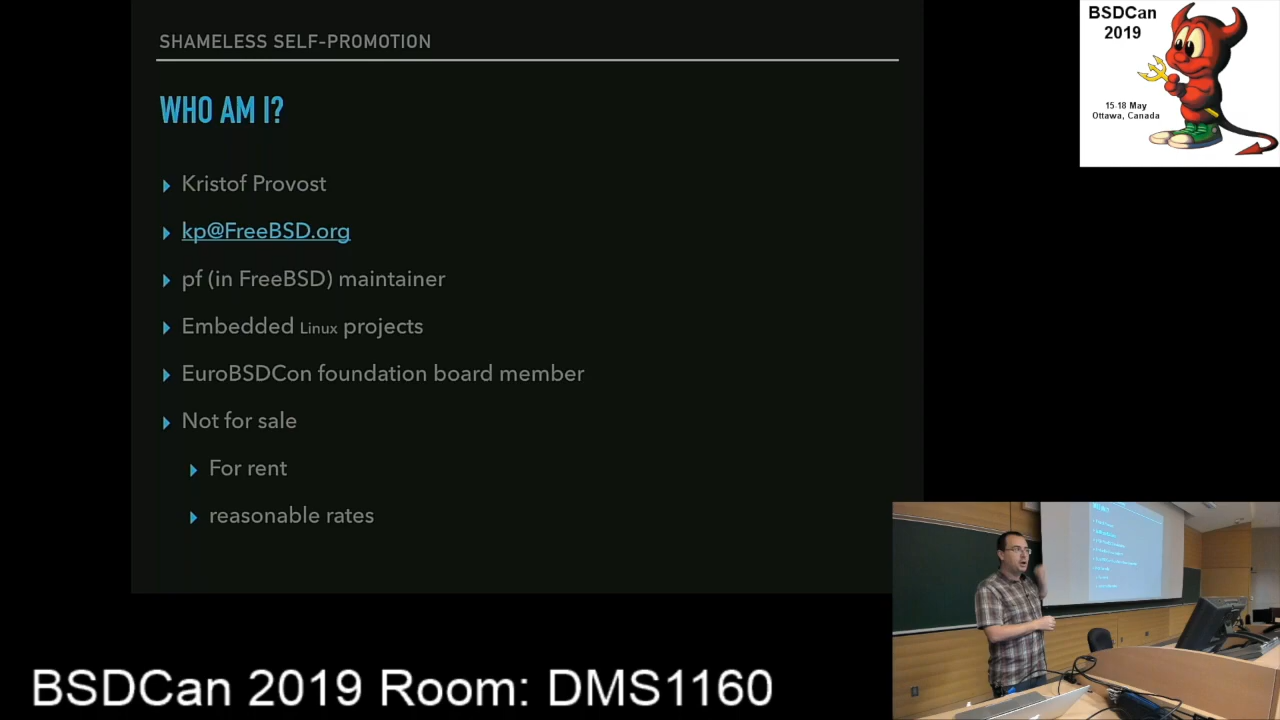 SHAMELESS SELF-PROMOTION
WHO AM I?
Kristof Provost
kp@FreeBSD.org
pf (in FreeBSD) maintainer
Embedded Linux projects
EuroBSDCon foundation board member
Not for sale
For rent
reasonable rates
BSDCan
2019
15-18 May
Ottawa, Canada
BSDCan 2019 Room: DMS1160